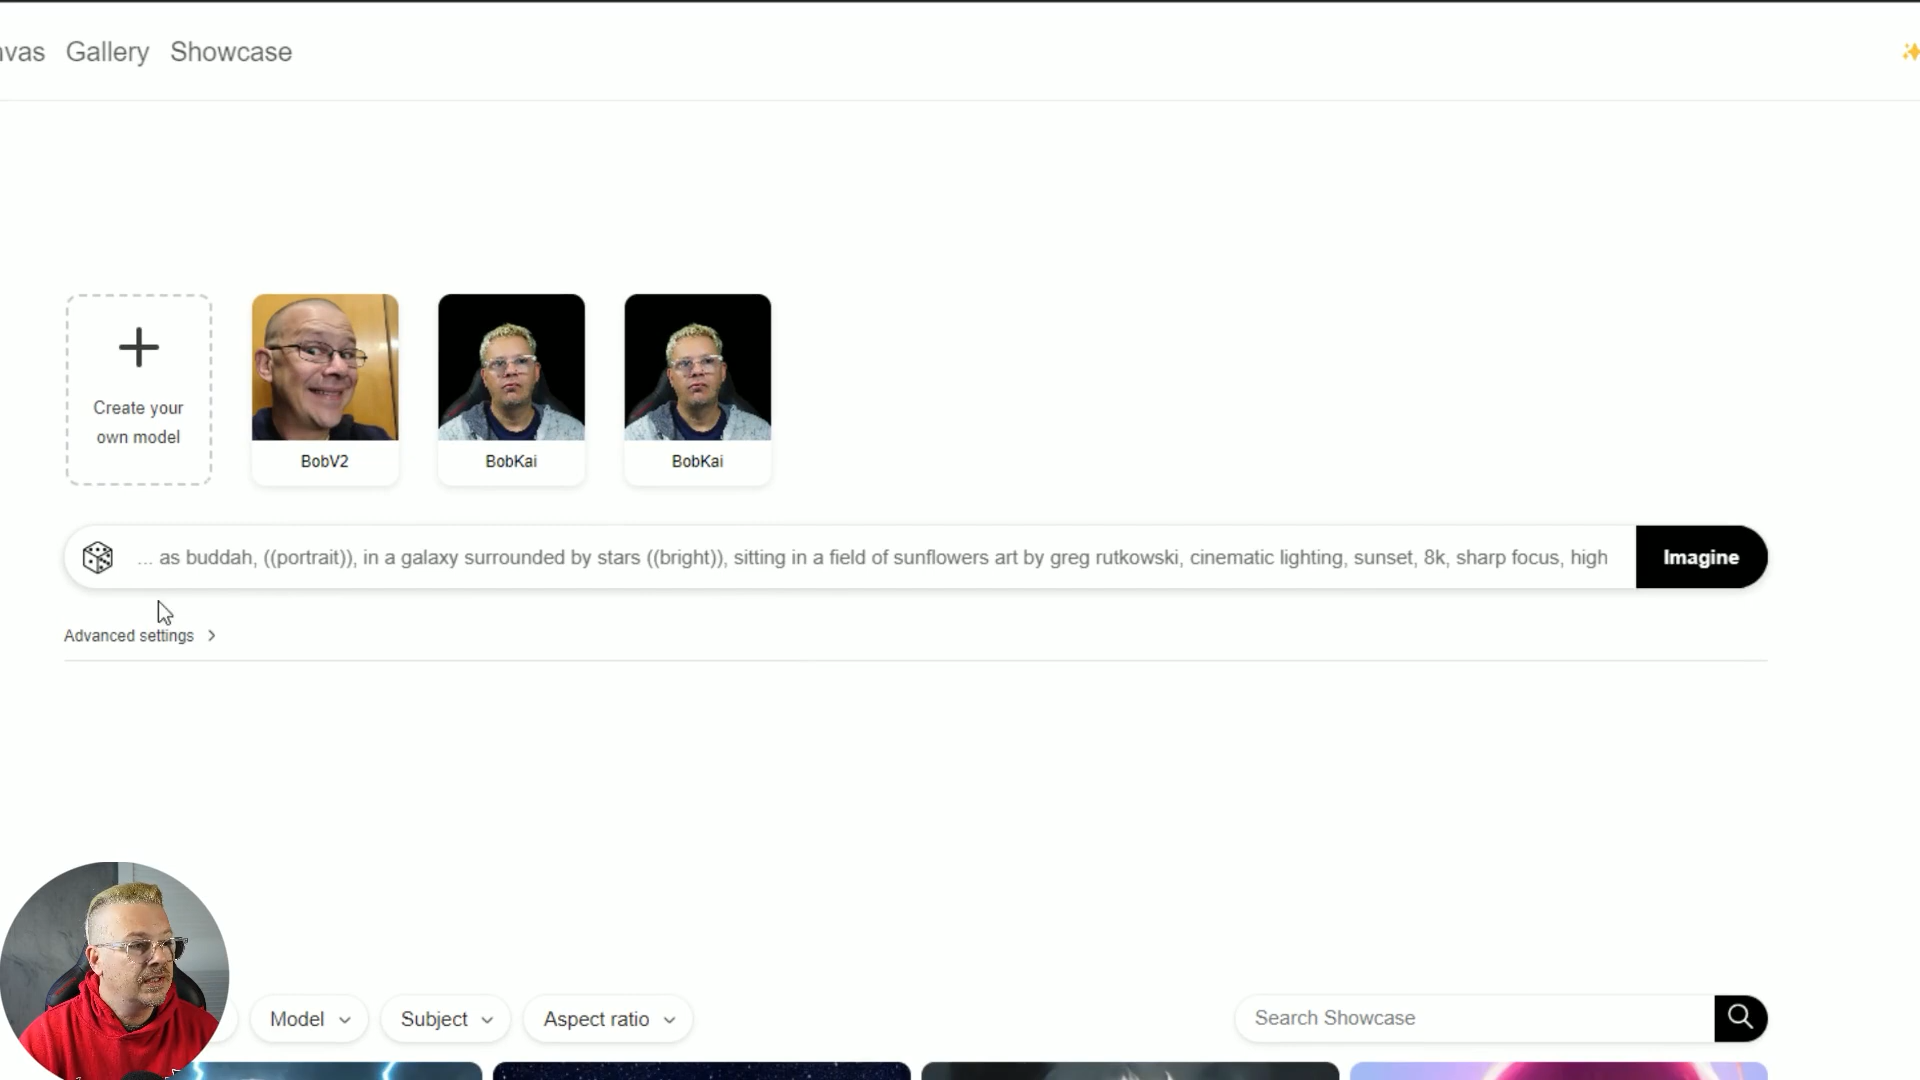 Gallery Showcase
Create your
own model
BobV2
BobKai
BobKai
... as buddah, ((portrait)), in a galaxy surrounded by stars ((bright)), sitting in a field of sunflowers art by greg rutkowski, cinematic lighting, sunset, 8k, sharp focus, high
Imagine
Advanced settings
Model
Subject
Aspect ratio
Search Showcase